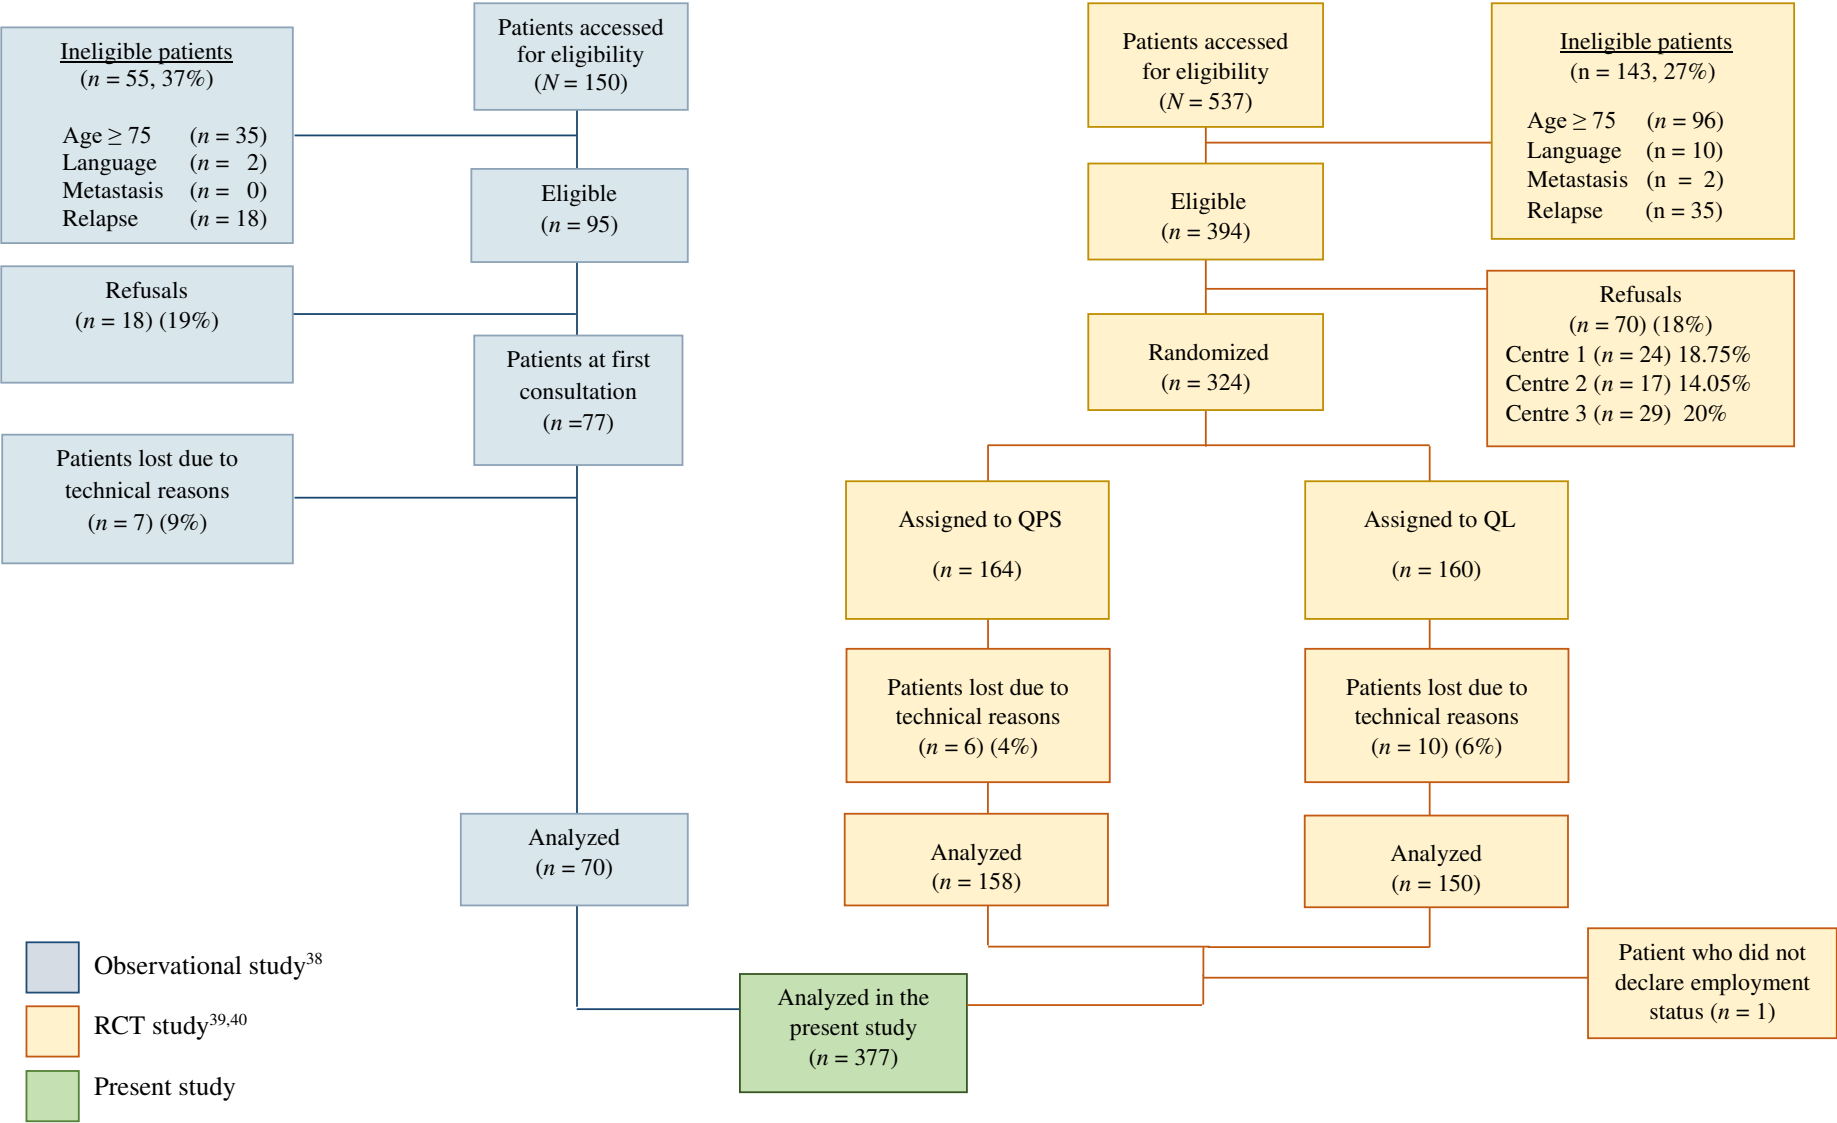 Ineligible patients
(n = 55, 37%)
Age ≥ 75 (n = 35)
Language (n = 2)
Metastasis (n = 0)
Relapse (n = 18)
Patients accessed
for eligibility
(N = 150)
Eligible
(n = 95)
Refusals
(n = 18) (19%)
Patients at first
consultation
(n =77)
Patients lost due to
technical reasons
(n = 7) (9%)
Analyzed
(n = 70)
Patients accessed
for eligibility
(N = 537)
Ineligible patients
(n = 143, 27%)
Age ≥ 75 (n = 96)
Language (n = 10)
Metastasis (n = 2)
Relapse (n = 35)
Eligible
(n = 394)
Refusals
(n = 70) (18%)
Centre 1 (n = 24) 18.75%
Centre 2 (n = 17) 14.05%
Centre 3 (n = 29) 20%
Randomized
(n = 324)
Assigned to QPS
(n = 164)
Assigned to QL
(n = 160)
Patients lost due to
technical reasons
(n = 6) (4%)
Patients lost due to
technical reasons
(n = 10) (6%)
Analyzed
(n = 158)
Analyzed
(n = 150)
Patient who did not
declare employment
status (n = 1)
Analyzed in the
present study
(n = 377)
Observational study38
RCT study39,40
Present study